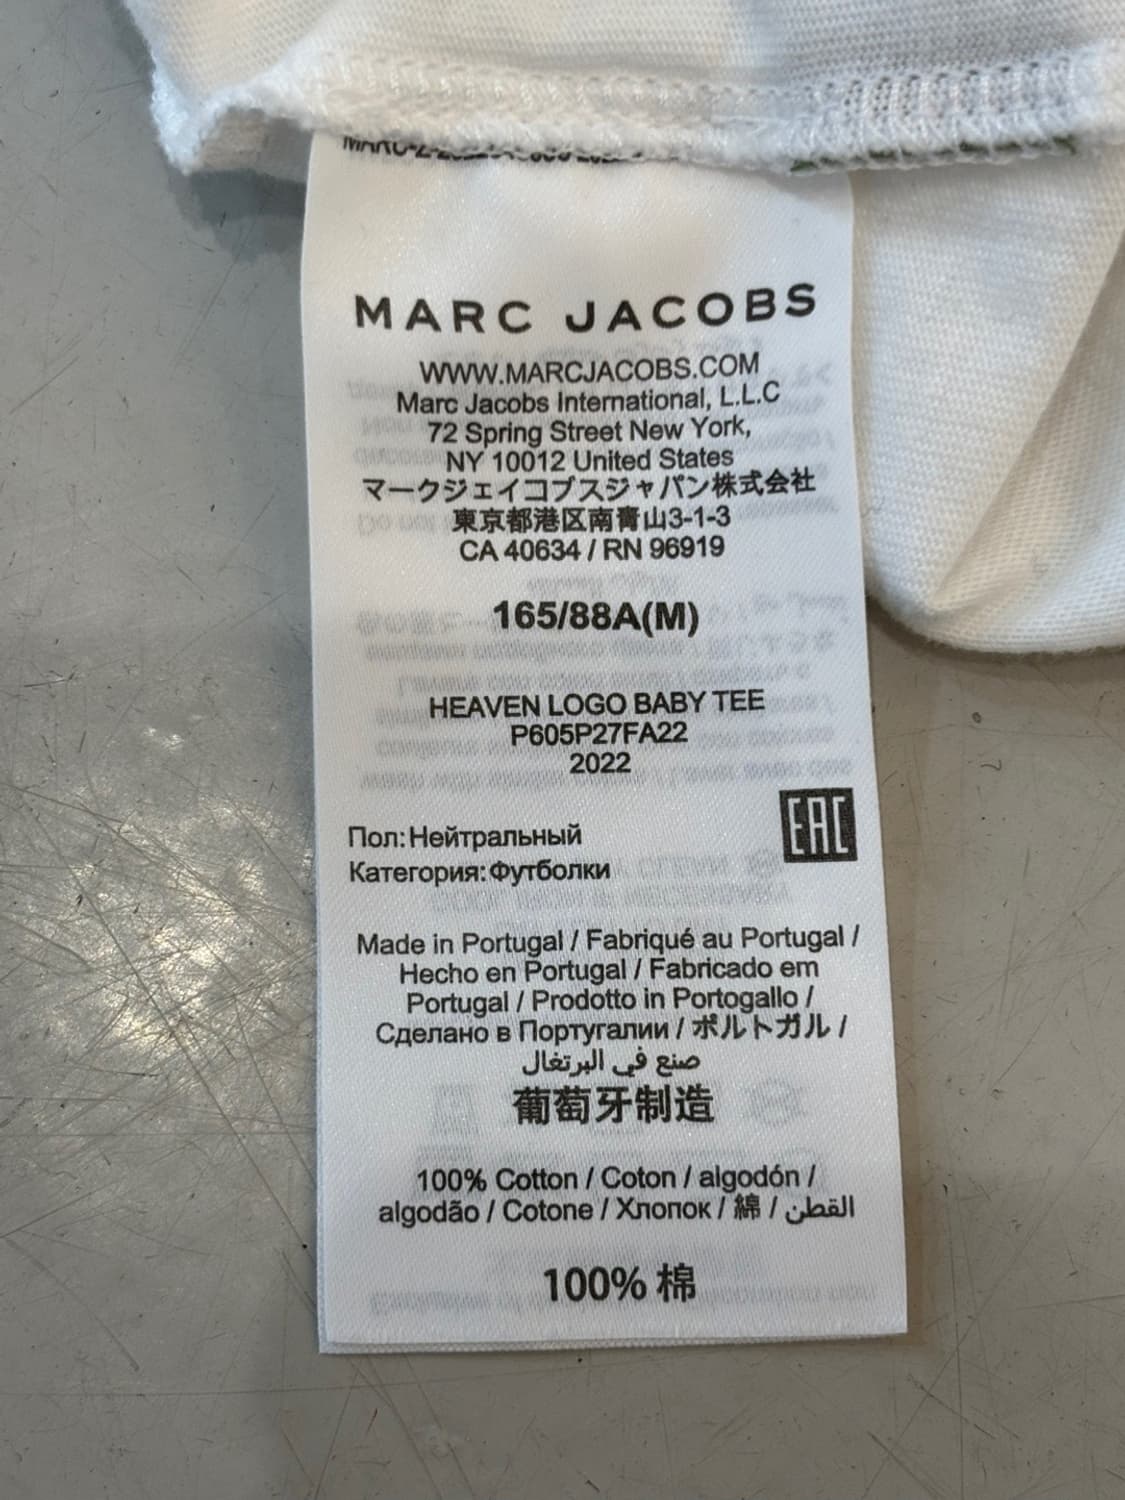 MARC JACOBS
WWW.MARCJACOBS.COM
Marc Jacobs International, L.L.C
72 Spring Street New York,
NY 10012 United States
マークジェイコブスジャパン株式会社
東京都港区南青山3-1-3
CA 40634 / RN 96919
165/88A(M)
HEAVEN LOGO BABY TEE
P605P27FA22
2022
EAC
Пол:Нейтральный
Категория:Футболки
Made in Portugal / Fabriqué au Portugal /
Hecho en Portugal / Fabricado em
Portugal / Prodotto in Portogallo /
Сделано в Португалии / ポルトガル /
صنع في البرتغال
葡萄牙制造
100% Cotton / Coton / algodón /
algodão / Cotone / Хлопок / 綿 / القطن
100% 棉